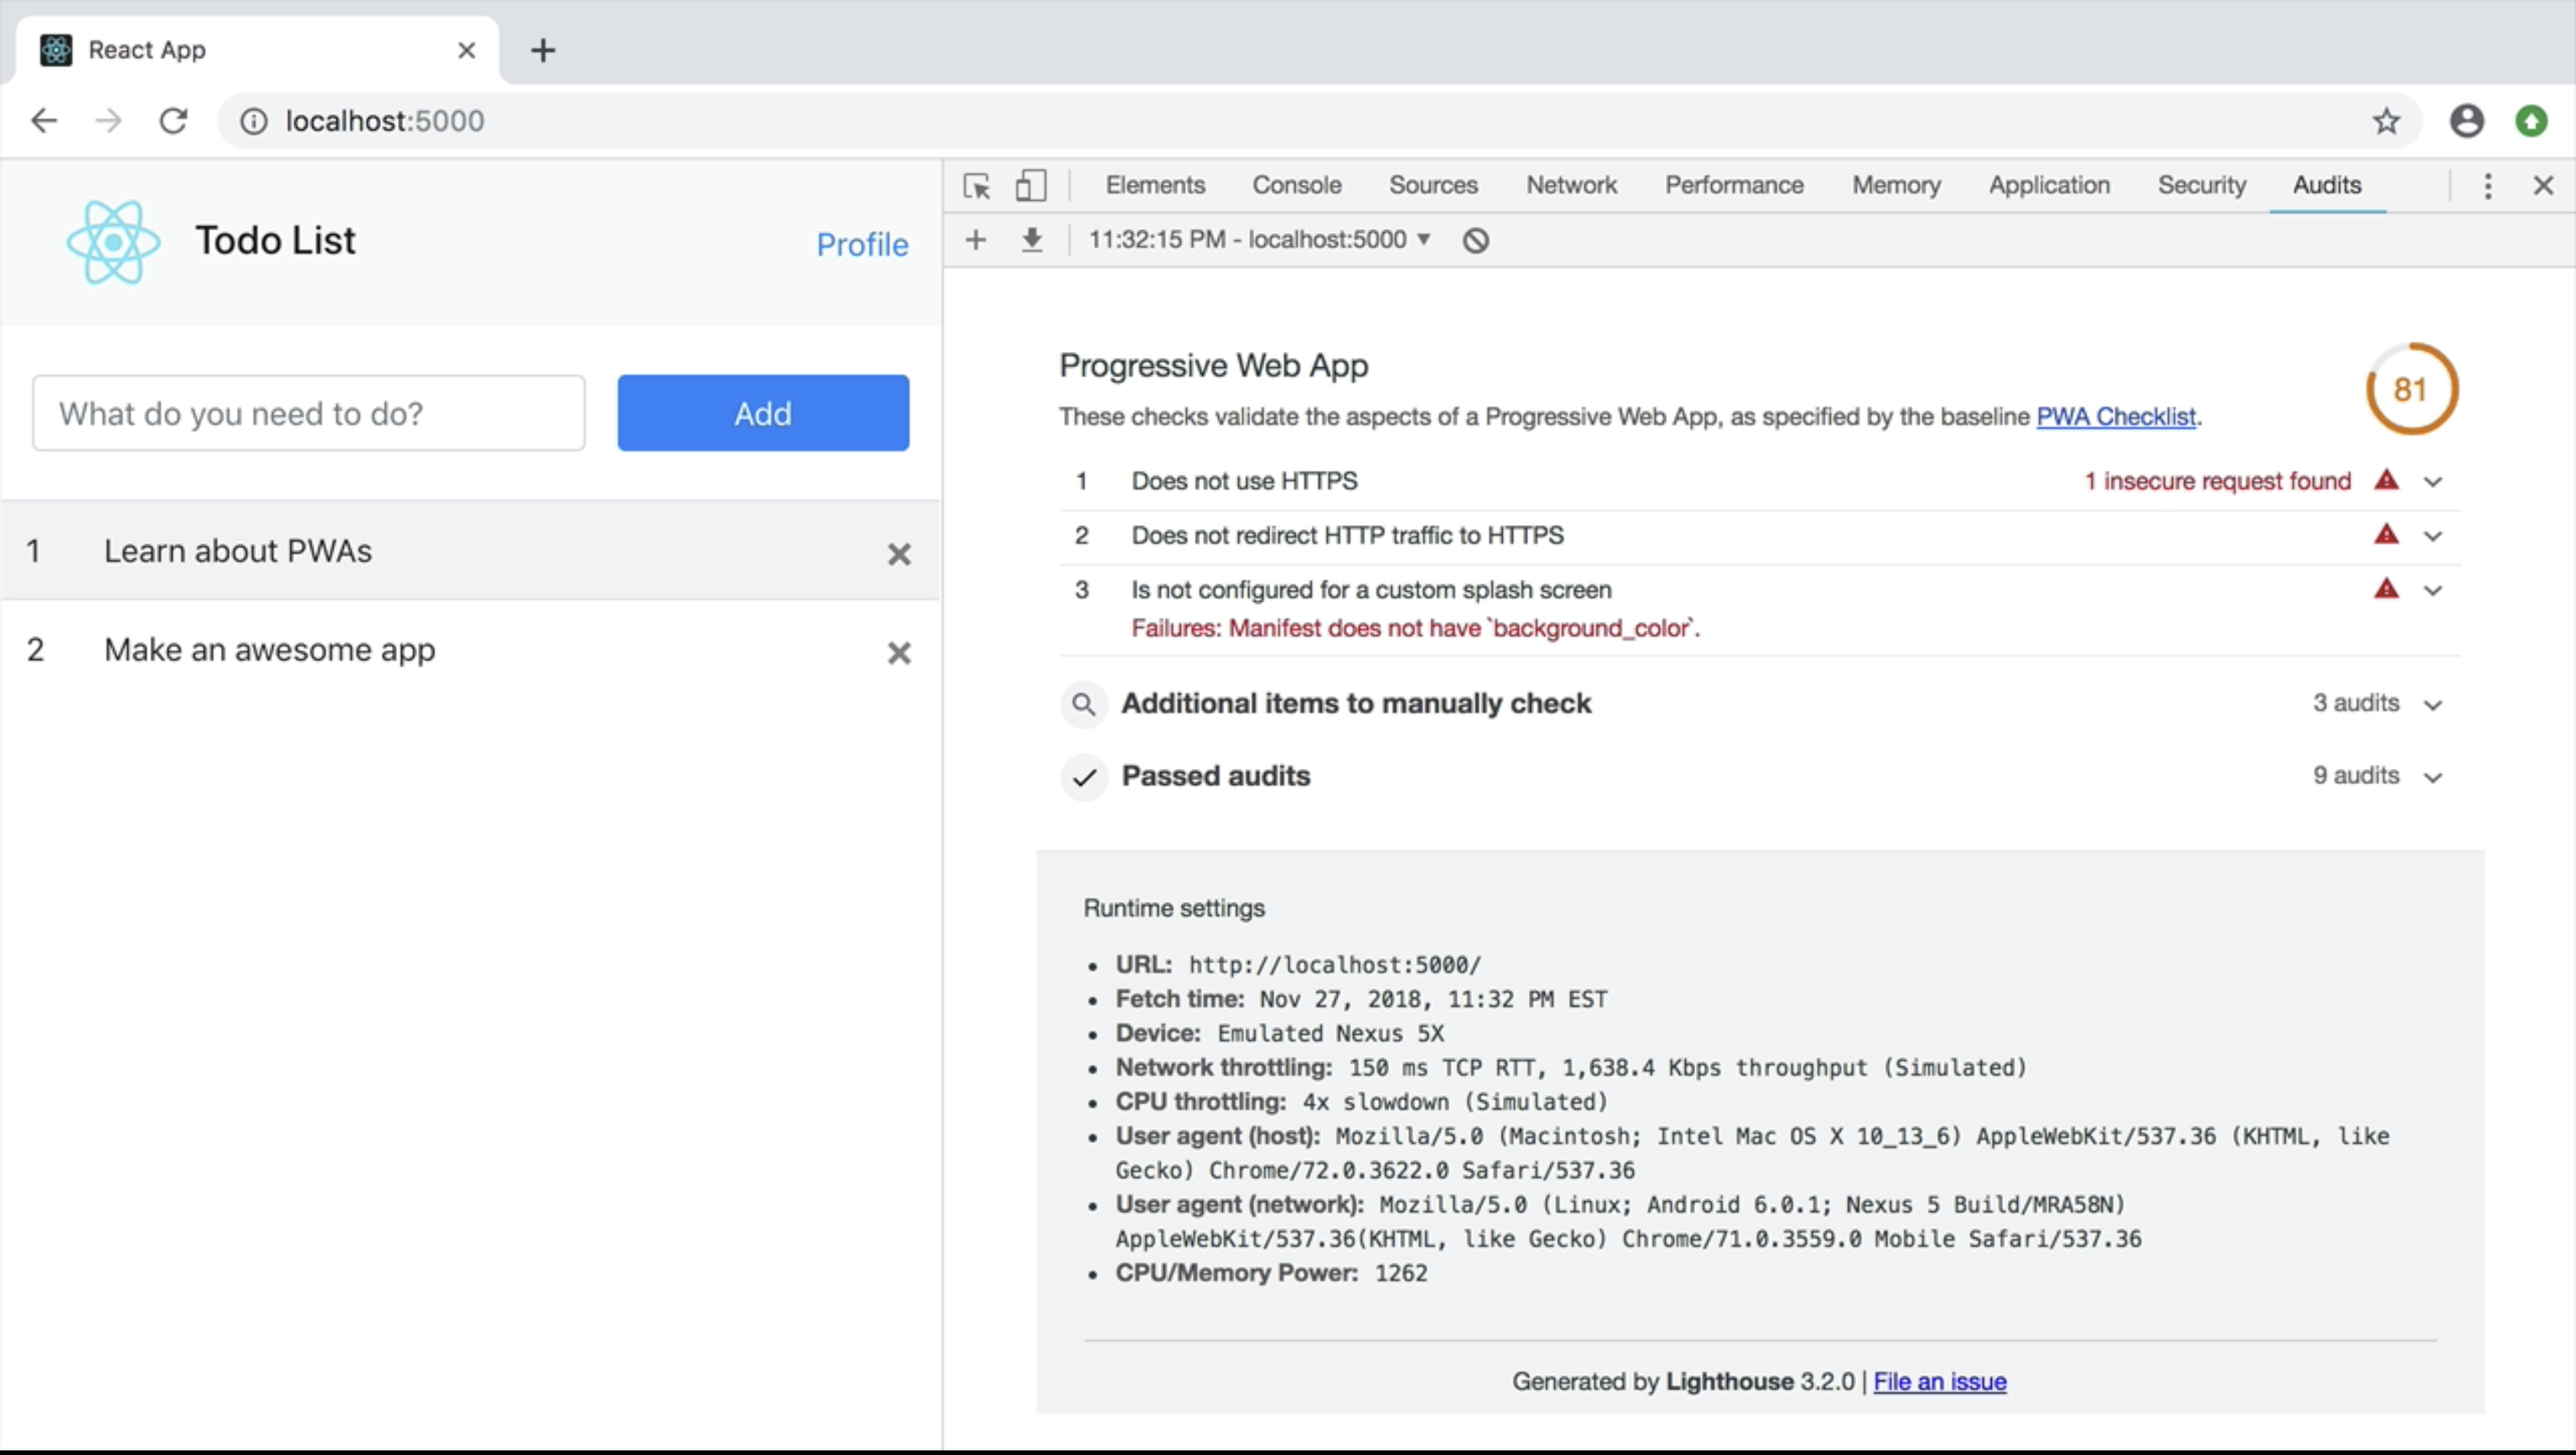 React App
localhost:5000
Todo List
Profile
What do you need to do?
Add
1 Learn about PWAs
2 Make an awesome app
Elements Console Sources Network Performance Memory Application Security Audits
11:32:15 PM - localhost:5000
Progressive Web App
81
These checks validate the aspects of a Progressive Web App, as specified by the baseline PWA Checklist.
1 Does not use HTTPS 1 insecure request found
2 Does not redirect HTTP traffic to HTTPS
3 Is not configured for a custom splash screen
Failures: Manifest does not have `background_color`.
Additional items to manually check 3 audits
Passed audits 9 audits
Runtime settings
• URL: http://localhost:5000/
• Fetch time: Nov 27, 2018, 11:32 PM EST
• Device: Emulated Nexus 5X
• Network throttling: 150 ms TCP RTT, 1,638.4 Kbps throughput (Simulated)
• CPU throttling: 4x slowdown (Simulated)
• User agent (host): Mozilla/5.0 (Macintosh; Intel Mac OS X 10_13_6) AppleWebKit/537.36 (KHTML, like
Gecko) Chrome/72.0.3622.0 Safari/537.36
• User agent (network): Mozilla/5.0 (Linux; Android 6.0.1; Nexus 5 Build/MRA58N)
AppleWebKit/537.36(KHTML, like Gecko) Chrome/71.0.3559.0 Mobile Safari/537.36
• CPU/Memory Power: 1262
Generated by Lighthouse 3.2.0 | File an issue